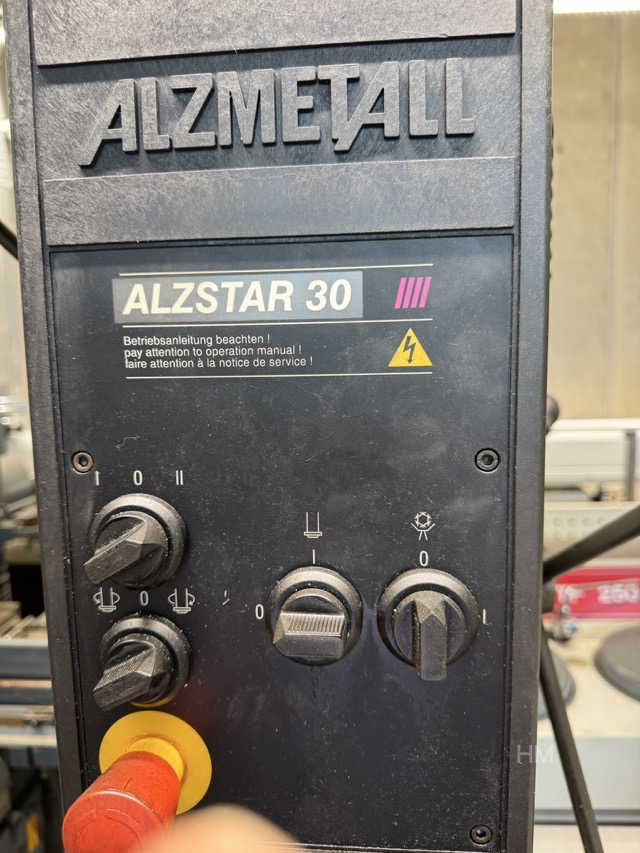 ALZMETALL
ALZSTAR 30
Betriebsanleitung beachten !
pay attention to operation manual !
faire attention à la notice de service !
I 0 II
I
0
0
0
I
HM